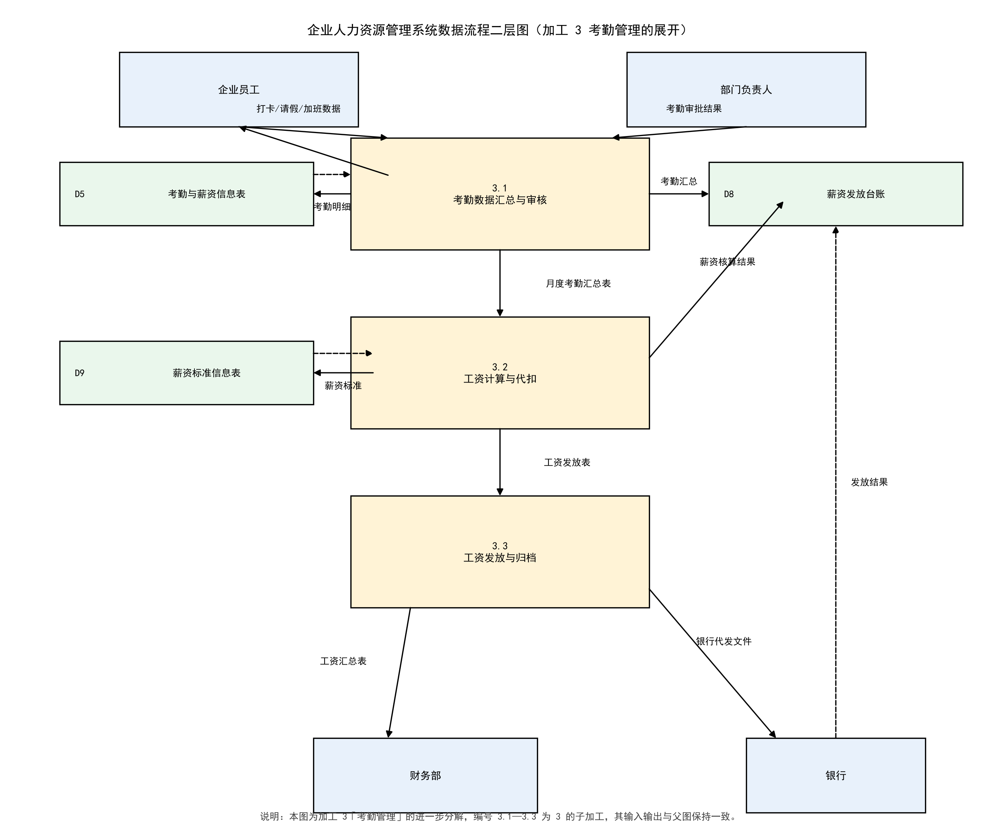 企业人力资源管理系统数据流程二层图（加工 3 考勤管理的展开）
企业员工
打卡/请假/加班数据
部门负责人
考勤审批结果
D5
考勤与薪资信息表
考勤明细
3.1
考勤数据汇总与审核
考勤汇总
D8
薪资发放台账
薪资核算结果
月度考勤汇总表
D9
薪资标准信息表
薪资标准
3.2
工资计算与代扣
工资发放表
发放结果
3.3
工资发放与归档
银行代发文件
工资汇总表
财务部
银行
说明：本图为加工 3「考勤管理」的进一步分解，编号 3.1—3.3 为 3 的子加工，其输入输出与父图保持一致。